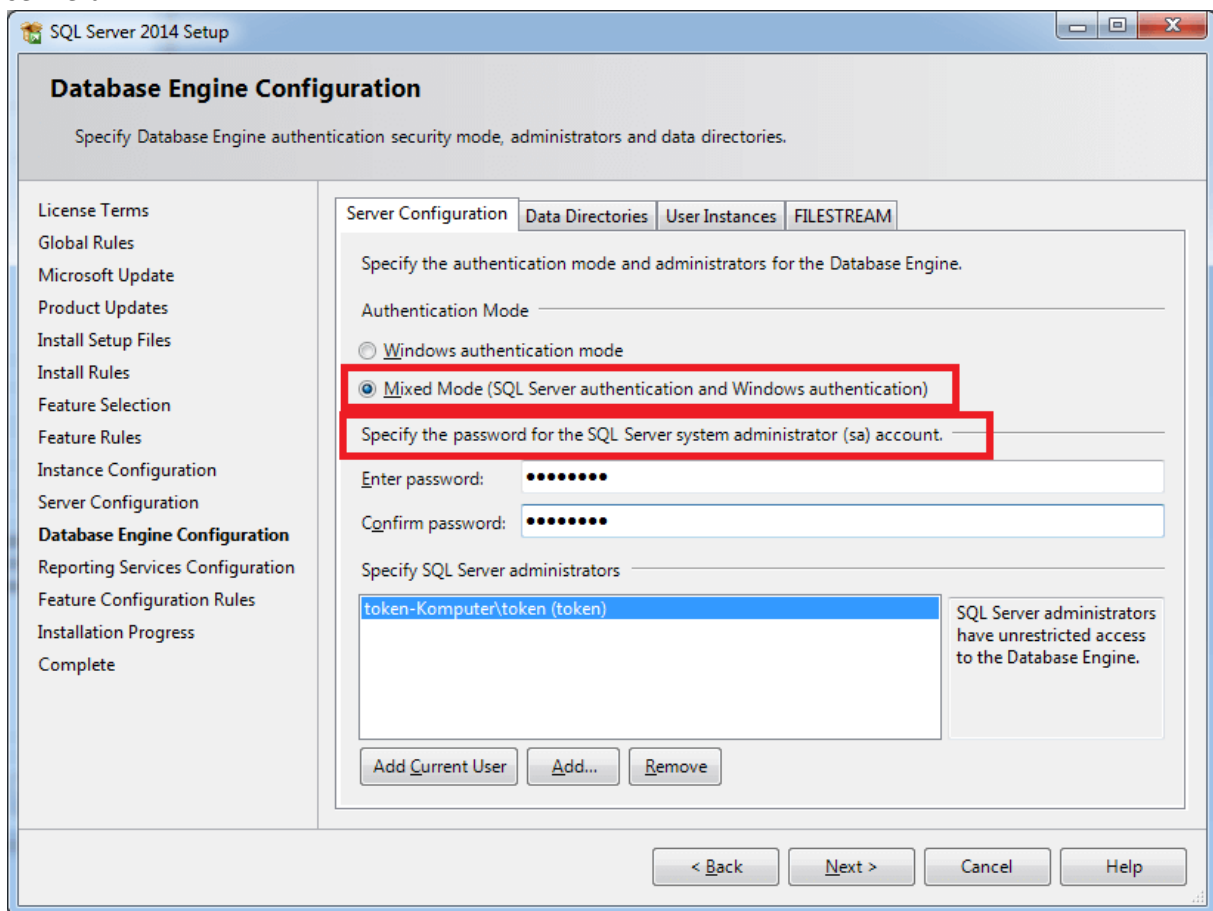 SQL Server 2014 Setup
Database Engine Configuration
Specify Database Engine authentication security mode, administrators and data directories.
License Terms
Global Rules
Microsoft Update
Product Updates
Install Setup Files
Install Rules
Feature Selection
Feature Rules
Instance Configuration
Server Configuration
Database Engine Configuration
Reporting Services Configuration
Feature Configuration Rules
Installation Progress
Complete
Server Configuration Data Directories User Instances FILESTREAM
Specify the authentication mode and administrators for the Database Engine.
Authentication Mode
Windows authentication mode
Mixed Mode (SQL Server authentication and Windows authentication)
Specify the password for the SQL Server system administrator (sa) account.
Enter password: ●●●●●●●●
Confirm password: ●●●●●●●●
Specify SQL Server administrators
token-Komputer\token (token)
SQL Server administrators
have unrestricted access
to the Database Engine.
Add Current User Add... Remove
< Back Next > Cancel Help